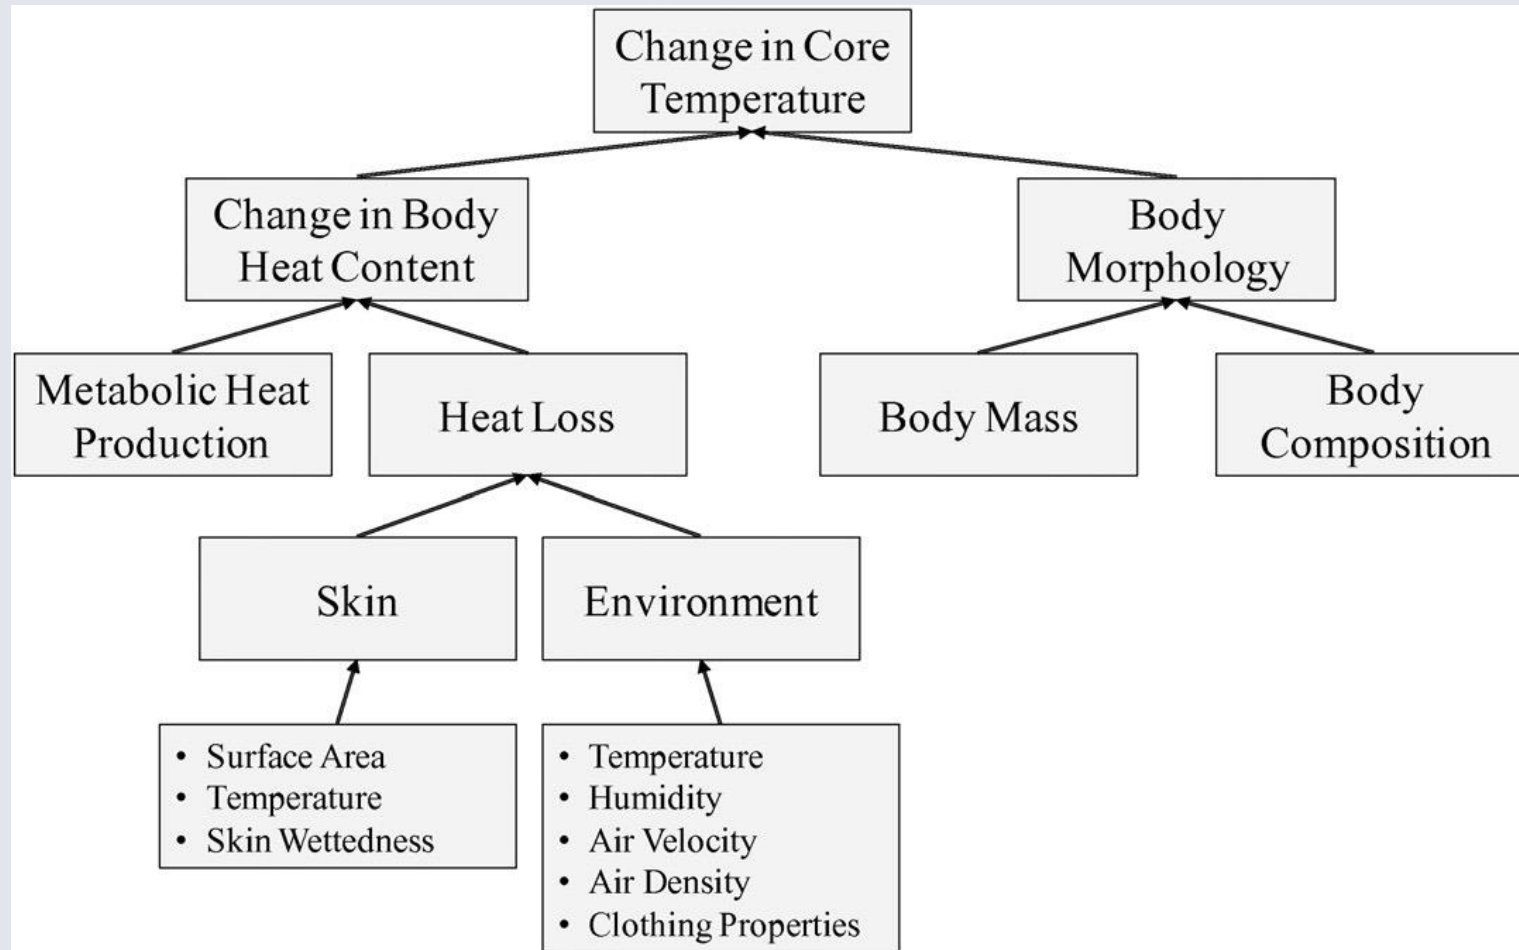 Change in Core
Temperature
Change in Body
Heat Content
Body
Morphology
Metabolic Heat
Production
Heat Loss
Body Mass
Body
Composition
Skin
Environment
• Surface Area
• Temperature
• Skin Wettedness
• Temperature
• Humidity
• Air Velocity
• Air Density
• Clothing Properties